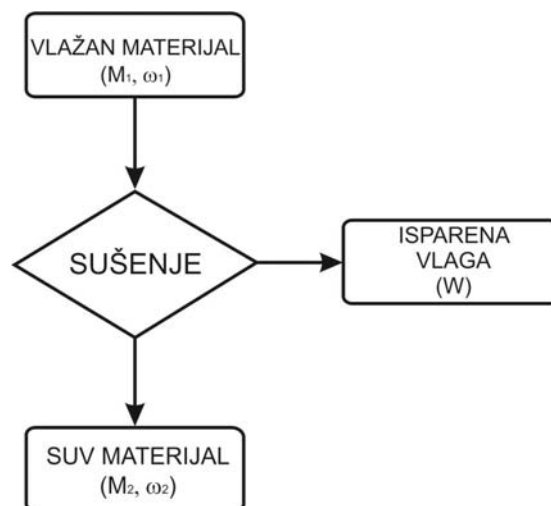 VLAŽAN MATERIJAL
(M₁, ω₁)
SUŠENJE
ISPARENA
VLAGA
(W)
SUV MATERIJAL
(M₂, ω₂)